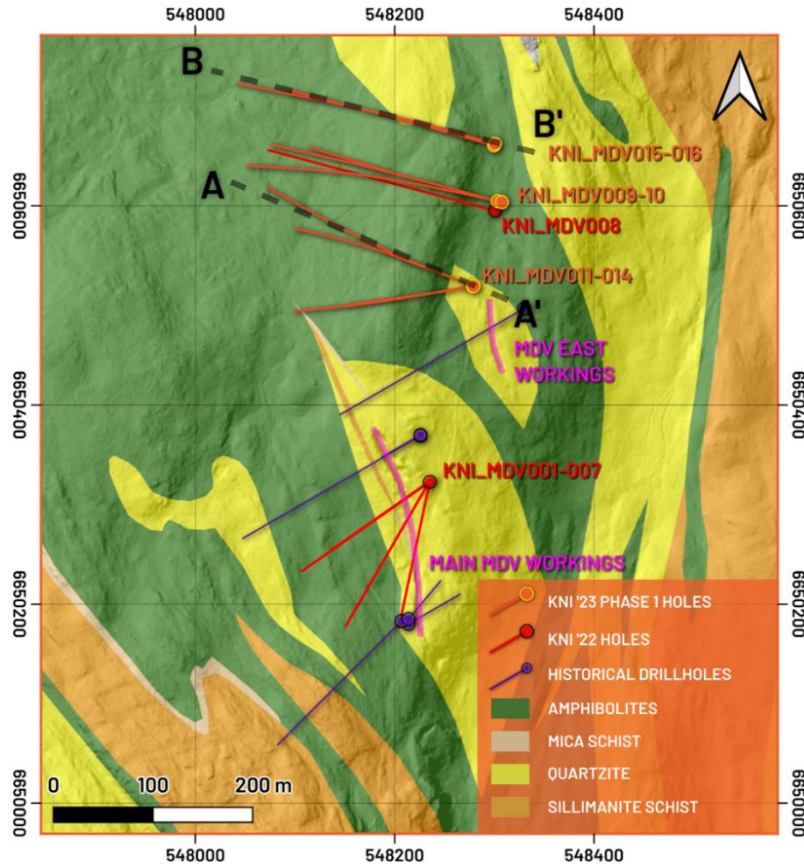 548000
548200
548400
B
B'
KNI_MDV015-016
A
6650600
6650600
KNI_MDV009-10
KNI_MDV008
KNI_MDV011-014
A'
MDV EAST
WORKINGS
6650400
6650400
KNI_MDV001-007
MAIN MDV WORKINGS
6650200
6650200
KNI '23 PHASE 1 HOLES
KNI '22 HOLES
HISTORICAL DRILLHOLES
AMPHIBOLITES
MICA SCHIST
QUARTZITE
SILLIMANITE SCHIST
0 100 200 m
6650000
6650000
548000
548200
548400